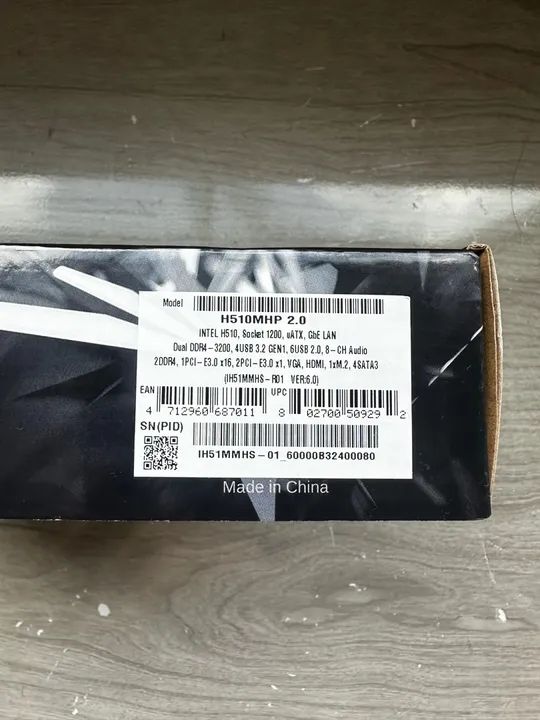 Model
H510MHP 2.0
INTEL H510, Socket 1200, uATX, GbE LAN
Dual DDR4-3200, 4USB 3.2 GEN1, 6USB 2.0, 8-CH Audio
2DDR4, 1PCI-E3.0 x16, 2PCI-E3.0 x1, VGA, HDMI, 1xM.2, 4SATA3
(IH51MMHS-R01 VER:6.0)
EAN UPC
4 712960 687011 8 02700 50929 2
SN(PID)
IH51MMHS-01_60000B32400080
Made in China